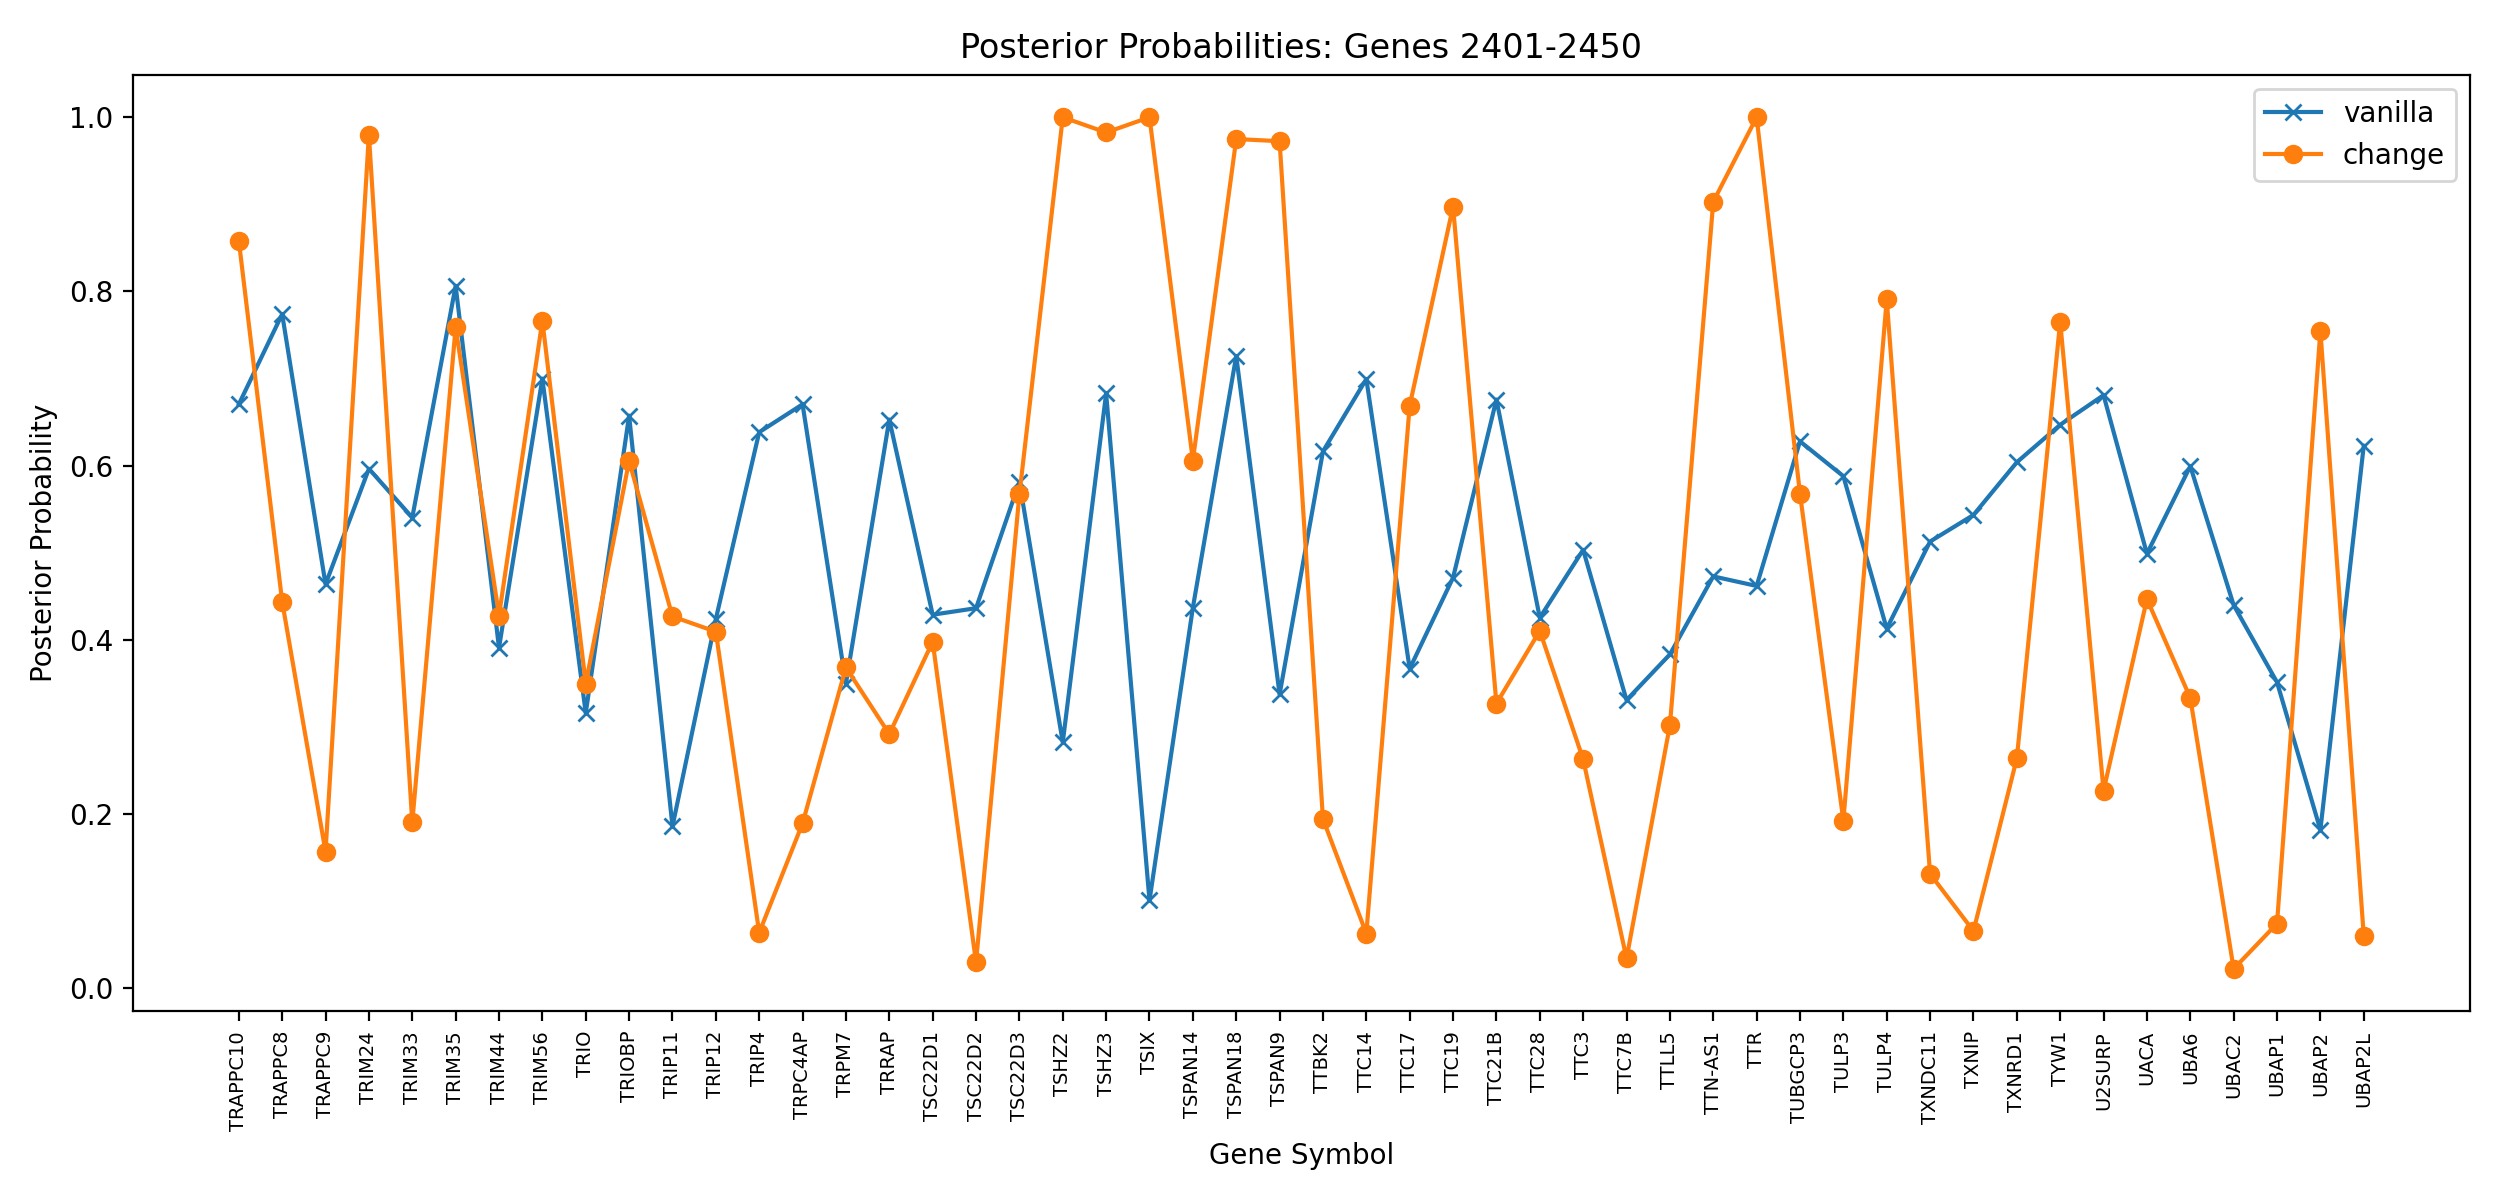 Posterior Probabilities: Genes 2401-2450
vanilla
change
Posterior Probability
1.0
0.8
0.6
0.4
0.2
0.0
TRAPPC10
TRAPPC8
TRAPPC9
TRIM24
TRIM33
TRIM35
TRIM44
TRIM56
TRIO
TRIOBP
TRIP11
TRIP12
TRIP4
TRPC4AP
TRPM7
TRRAP
TSC22D1
TSC22D2
TSC22D3
TSHZ2
TSHZ3
TSIX
TSPAN14
TSPAN18
TSPAN9
TTBK2
TTC14
TTC17
TTC19
TTC21B
TTC28
TTC3
TTC7B
TTLL5
TTN-AS1
TTR
TUBGCP3
TULP3
TULP4
TXNDC11
TXNIP
TXNRD1
TYW1
U2SURP
UACA
UBA6
UBAC2
UBAP1
UBAP2
UBAP2L
Gene Symbol